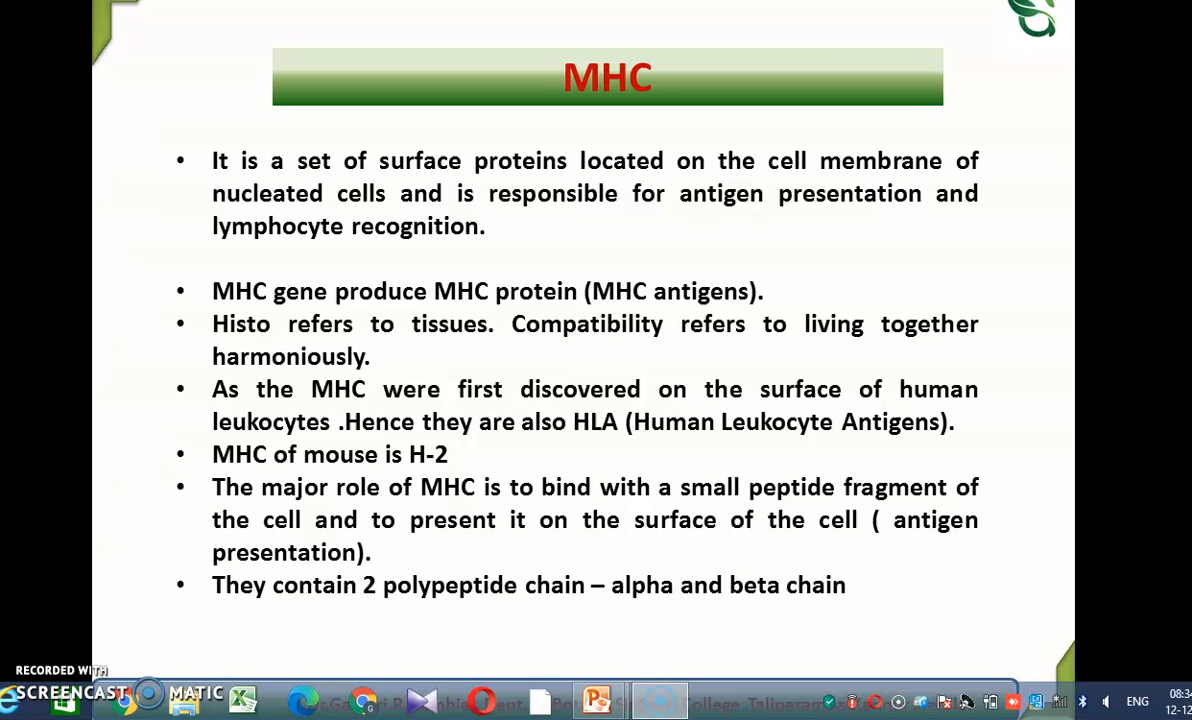 MHC
• It is a set of surface proteins located on the cell membrane of
nucleated cells and is responsible for antigen presentation and
lymphocyte recognition.
• MHC gene produce MHC protein (MHC antigens).
• Histo refers to tissues. Compatibility refers to living together
harmoniously.
• As the MHC were first discovered on the surface of human
leukocytes .Hence they are also HLA (Human Leukocyte Antigens).
• MHC of mouse is H-2
• The major role of MHC is to bind with a small peptide fragment of
the cell and to present it on the surface of the cell ( antigen
presentation).
• They contain 2 polypeptide chain – alpha and beta chain
RECORDED WITH
SCREENCAST MATIC
ENG
08:34
12-12